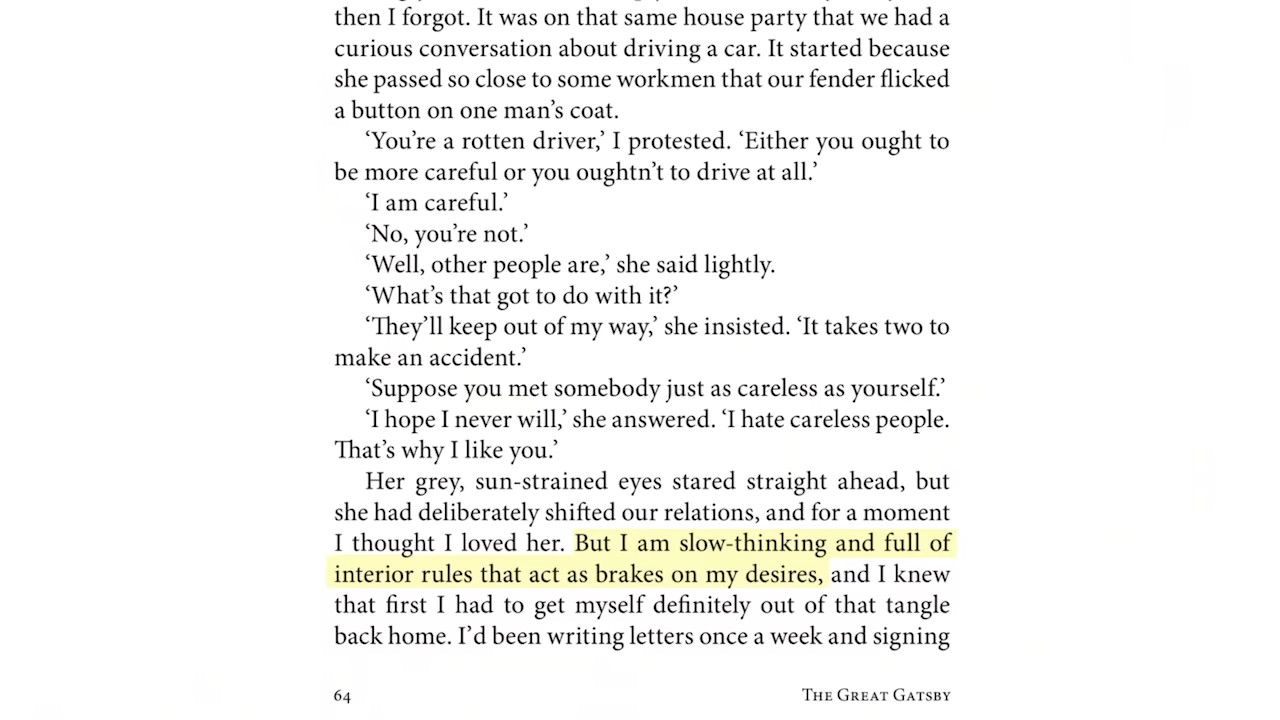 then I forgot. It was on that same house party that we had a
curious conversation about driving a car. It started because
she passed so close to some workmen that our fender flicked
a button on one man’s coat.
‘You’re a rotten driver,’ I protested. ‘Either you ought to
be more careful or you oughtn’t to drive at all.’
‘I am careful.’
‘No, you’re not.’
‘Well, other people are,’ she said lightly.
‘What’s that got to do with it?’
‘They’ll keep out of my way,’ she insisted. ‘It takes two to
make an accident.’
‘Suppose you met somebody just as careless as yourself.’
‘I hope I never will,’ she answered. ‘I hate careless people.
That’s why I like you.’
Her grey, sun-strained eyes stared straight ahead, but
she had deliberately shifted our relations, and for a moment
I thought I loved her. But I am slow-thinking and full of
interior rules that act as brakes on my desires, and I knew
that first I had to get myself definitely out of that tangle
back home. I’d been writing letters once a week and signing
64 The Great Gatsby